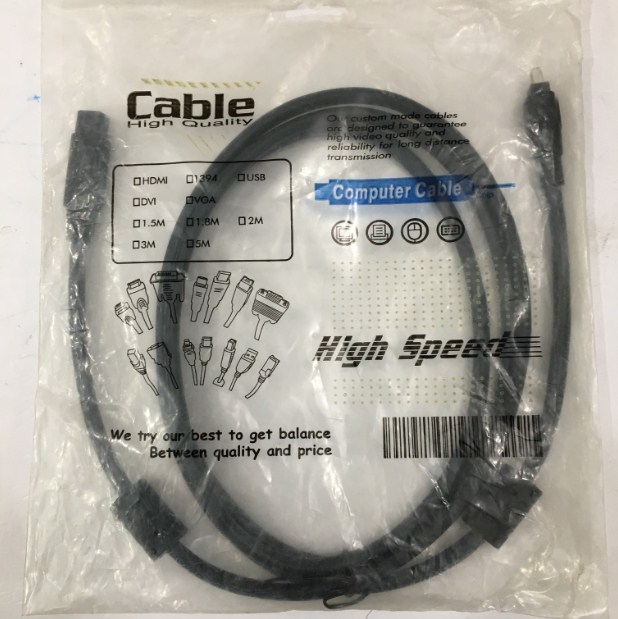 Cable
High Quality
Our custom made cables
are designed to guarantee
high video quality and
reliability for long distance
transmission
HDMI 1394 USB
DVI VGA
1.5M 1.8M 2M
3M 5M
Computer Cable
High Speed
We try our best to get balance
Between quality and price